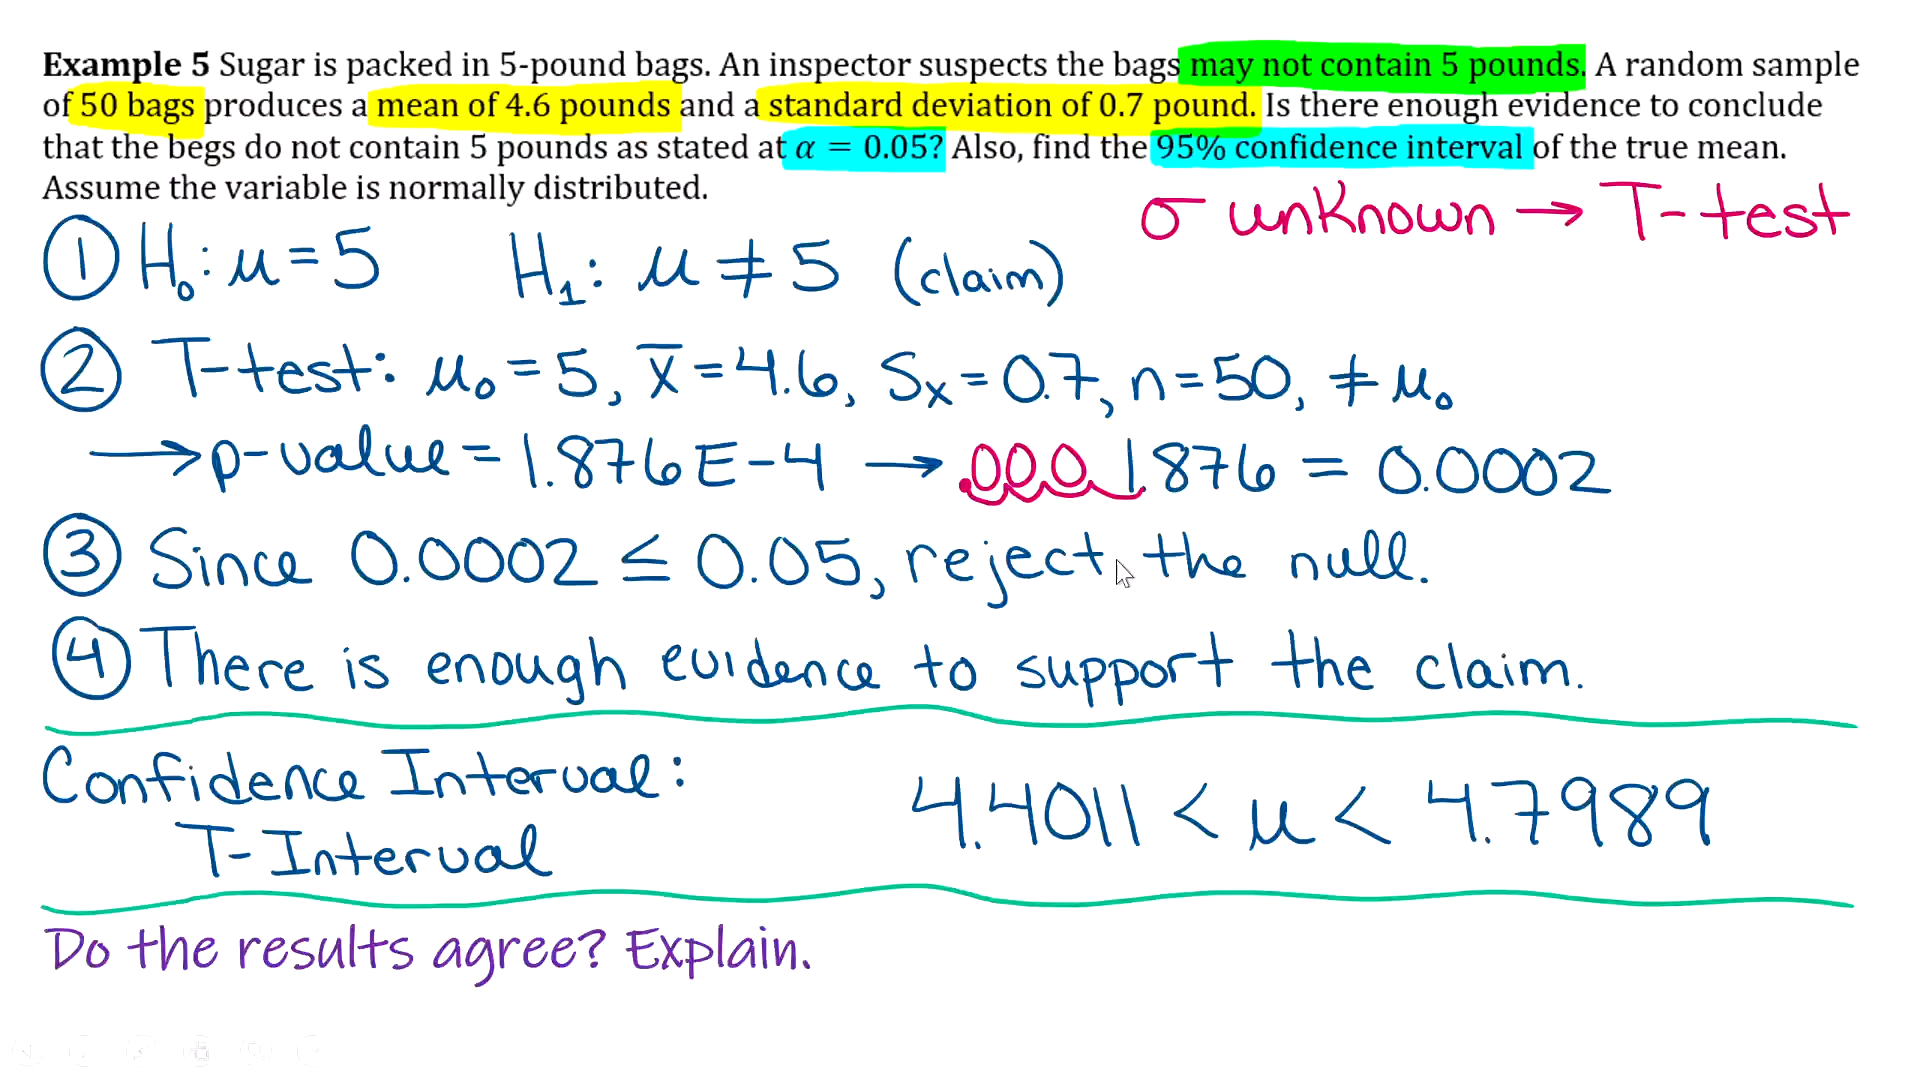 Example 5 Sugar is packed in 5-pound bags. An inspector suspects the bags may not contain 5 pounds. A random sample
of 50 bags produces a mean of 4.6 pounds and a standard deviation of 0.7 pound. Is there enough evidence to conclude
that the begs do not contain 5 pounds as stated at α = 0.05? Also, find the 95% confidence interval of the true mean.
Assume the variable is normally distributed.
σ unknown → T-test
① H₀: μ = 5 H₁: μ ≠ 5 (claim)
② T-test: μ₀ = 5, x̅ = 4.6, Sx = 0.7, n = 50, ≠ μ₀
→ p-value = 1.876E-4 → .0001.876 = 0.0002
③ Since 0.0002 ≤ 0.05, reject the null.
④ There is enough evidence to support the claim.
Confidence Interval:
T-Interval
4.4011 < μ < 4.7989
Do the results agree? Explain.